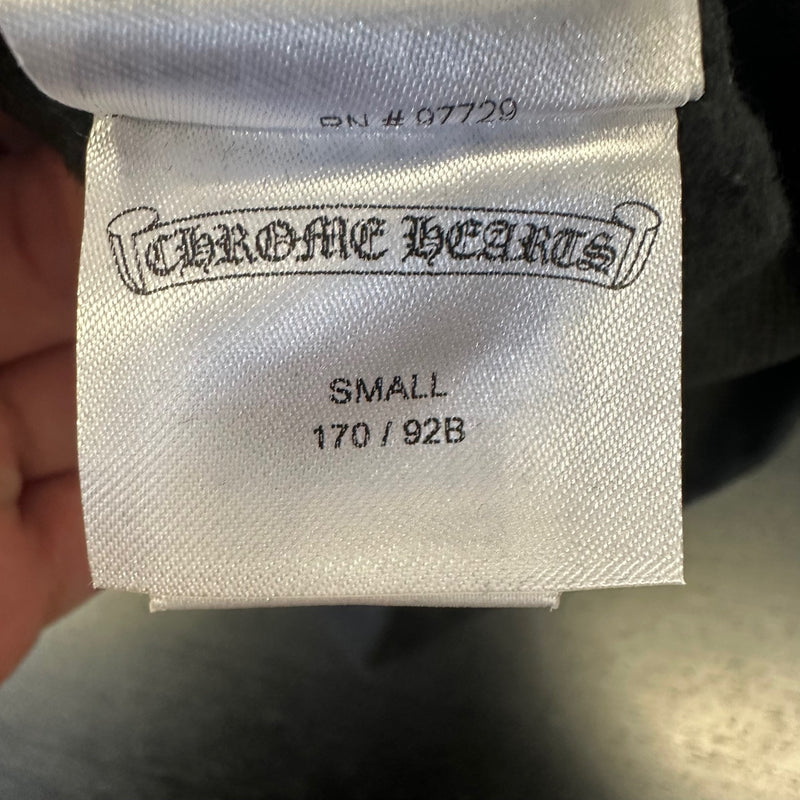 RN # 97729
CHROME HEARTS
SMALL
170 / 92B